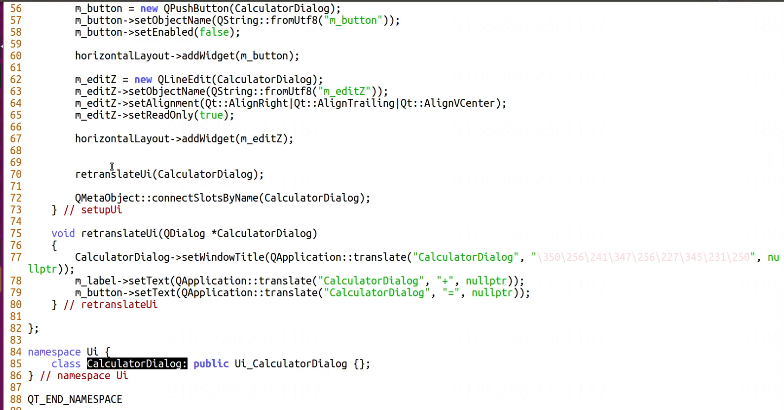 56 m_button = new QPushButton(CalculatorDialog);
57 m_button->setObjectName(QString::fromUtf8("m_button"));
58 m_button->setEnabled(false);
59
60 horizontalLayout->addWidget(m_button);
61
62 m_editZ = new QLineEdit(CalculatorDialog);
63 m_editZ->setObjectName(QString::fromUtf8("m_editZ"));
64 m_editZ->setAlignment(Qt::AlignRight|Qt::AlignTrailing|Qt::AlignVCenter);
65 m_editZ->setReadOnly(true);
66
67 horizontalLayout->addWidget(m_editZ);
68
69
70 retranslateUi(CalculatorDialog);
71
72 QMetaObject::connectSlotsByName(CalculatorDialog);
73 } // setupUi
74
75 void retranslateUi(QDialog *CalculatorDialog)
76 {
77 CalculatorDialog->setWindowTitle(QApplication::translate("CalculatorDialog", "\350\256\241\347\256\227\345\231\250", nu
llptr));
78 m_label->setText(QApplication::translate("CalculatorDialog", "+", nullptr));
79 m_button->setText(QApplication::translate("CalculatorDialog", "=", nullptr));
80 } // retranslateUi
81
82 };
83
84 namespace Ui {
85 class CalculatorDialog: public Ui_CalculatorDialog {};
86 } // namespace Ui
87
88 QT_END_NAMESPACE